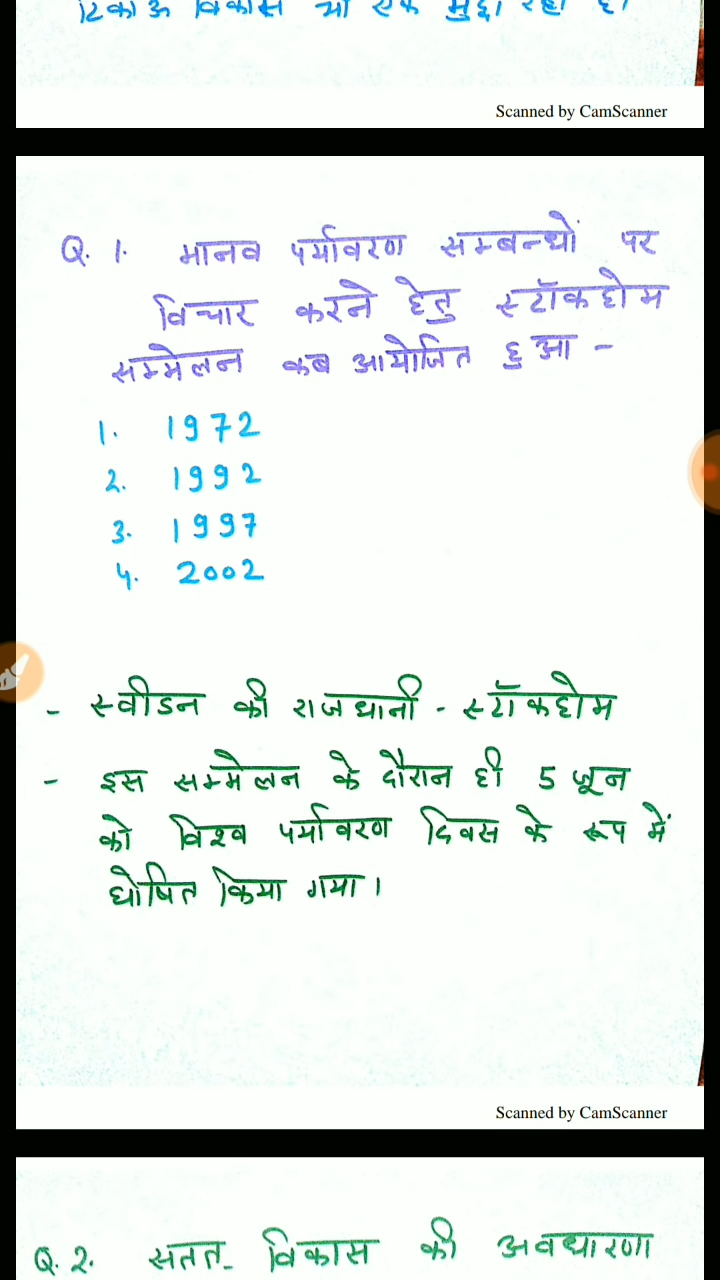 टिकाऊ विकास भी एक मुद्दा रहा है।
Scanned by CamScanner
Q. 1. मानव पर्यावरण सम्बन्धों पर
विचार करने हेतु स्टॉकहोम
सम्मेलन कब आयोजित हुआ -
1. 1972
2. 1992
3. 1997
4. 2002
- स्वीडन की राजधानी - स्टॉकहोम
- इस सम्मेलन के दौरान ही 5 जून
को विश्व पर्यावरण दिवस के रूप में
घोषित किया गया।
Scanned by CamScanner
Q. 2. सतत विकास की अवधारणा